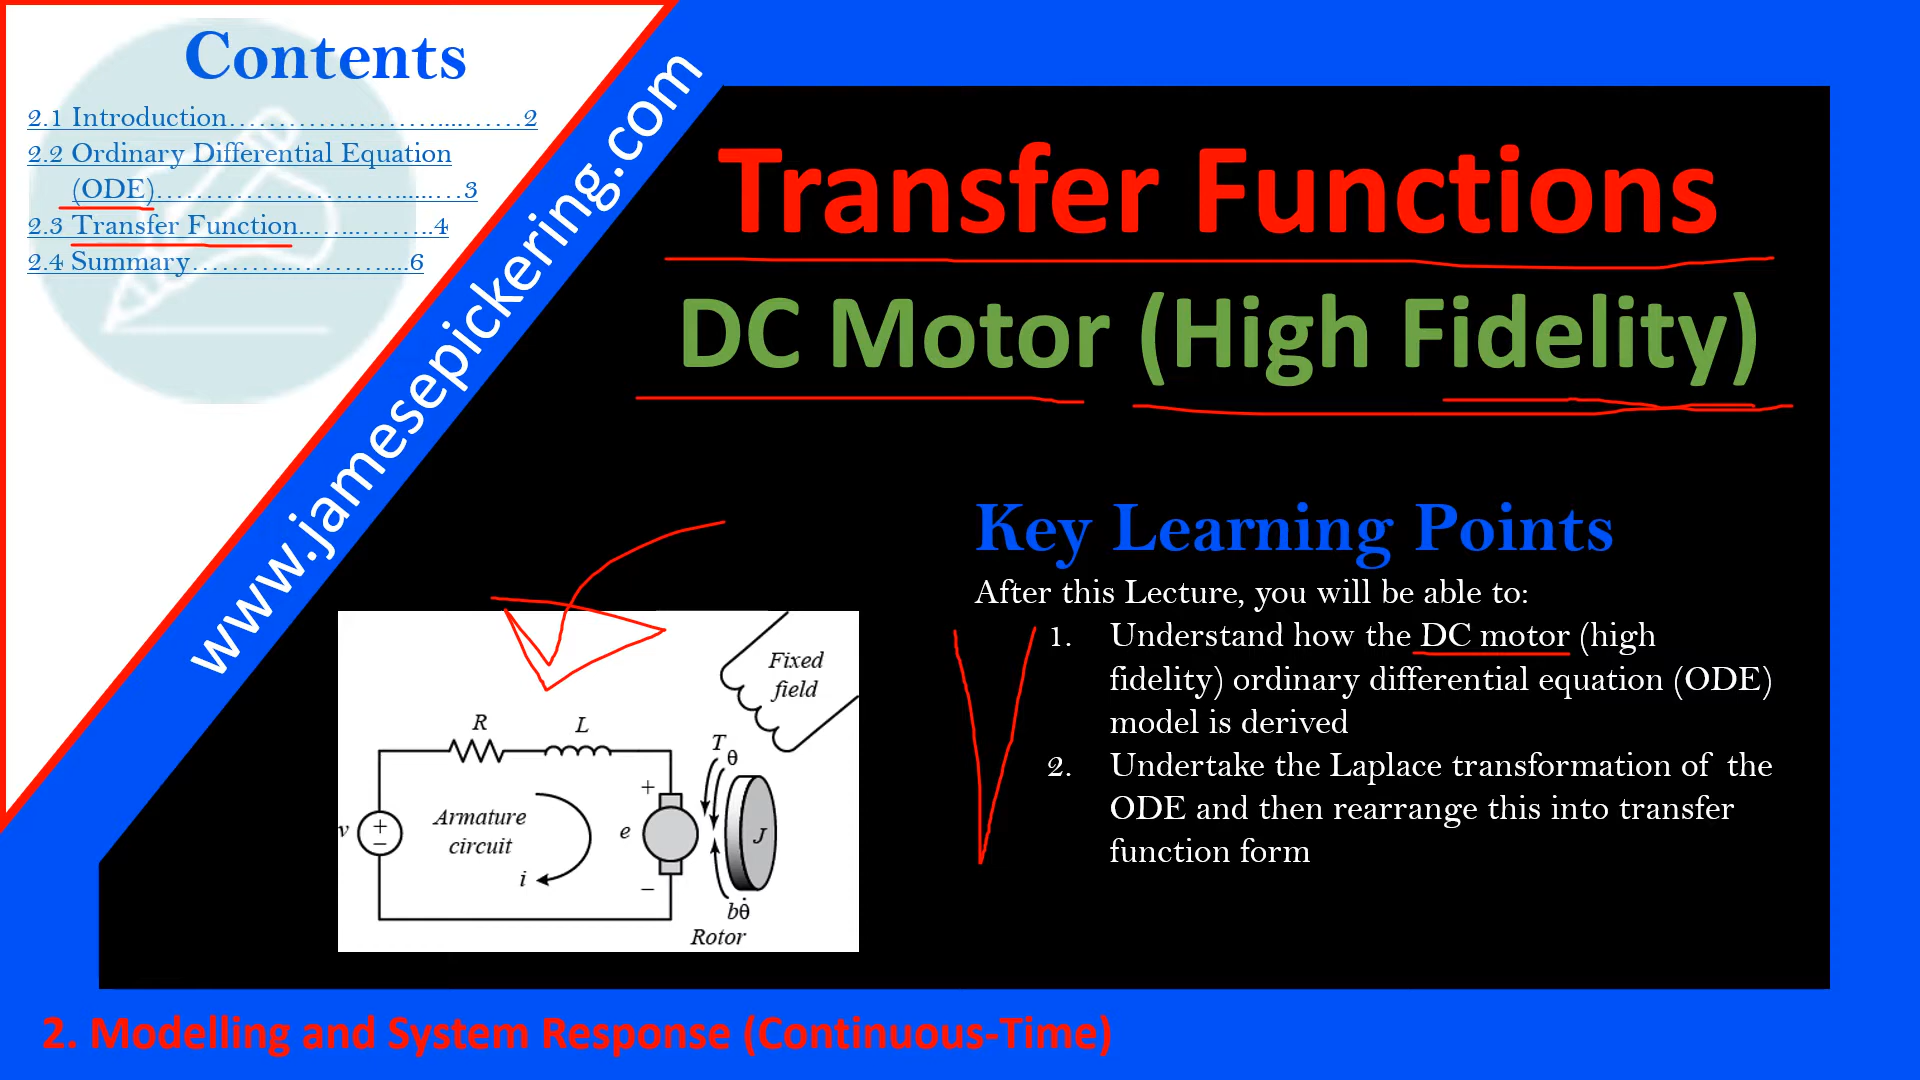 Contents
2.1 Introduction…………………....……2
2.2 Ordinary Differential Equation
(ODE)……………………….....…3
2.3 Transfer Function..…...……..4
2.4 Summary………..………....6
www.jamesepickering.com
Transfer Functions
DC Motor (High Fidelity)
Key Learning Points
After this Lecture, you will be able to:
1. Understand how the DC motor (high
fidelity) ordinary differential equation (ODE)
model is derived
2. Undertake the Laplace transformation of the
ODE and then rearrange this into transfer
function form
Fixed
field
R
L
T
θ
+
v
+
−
Armature
circuit
e
J
i
−
bθ̇
Rotor
2. Modelling and System Response (Continuous-Time)